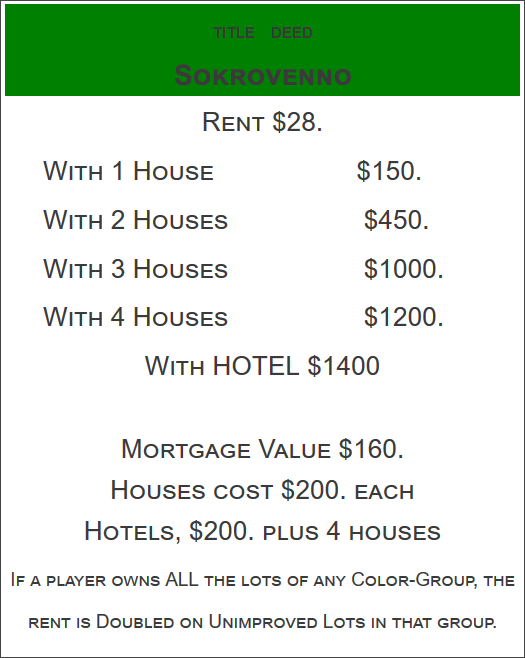 TITLE DEED
SOKROVENNO
RENT $28.
WITH 1 HOUSE $150.
WITH 2 HOUSES $450.
WITH 3 HOUSES $1000.
WITH 4 HOUSES $1200.
WITH HOTEL $1400
MORTGAGE VALUE $160.
HOUSES COST $200. EACH
HOTELS, $200. PLUS 4 HOUSES
IF A PLAYER OWNS ALL THE LOTS OF ANY COLOR-GROUP, THE
RENT IS DOUBLED ON UNIMPROVED LOTS IN THAT GROUP.